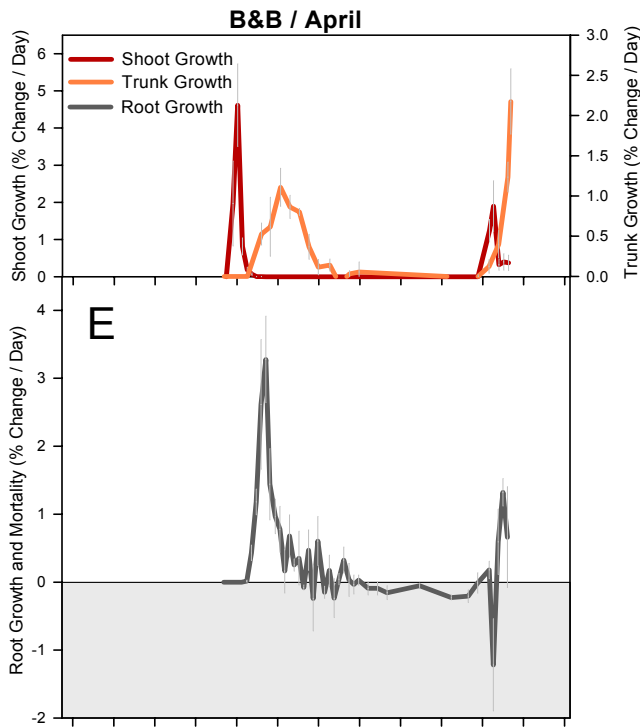 B&B / April
Shoot Growth (% Change / Day)
6
5
4
3
2
1
0
Shoot Growth
Trunk Growth
Root Growth
3.0
2.5
2.0
1.5
1.0
0.5
0.0
Trunk Growth (% Change / Day)
Root Growth and Mortality (% Change / Day)
4
3
2
1
0
-1
-2
E